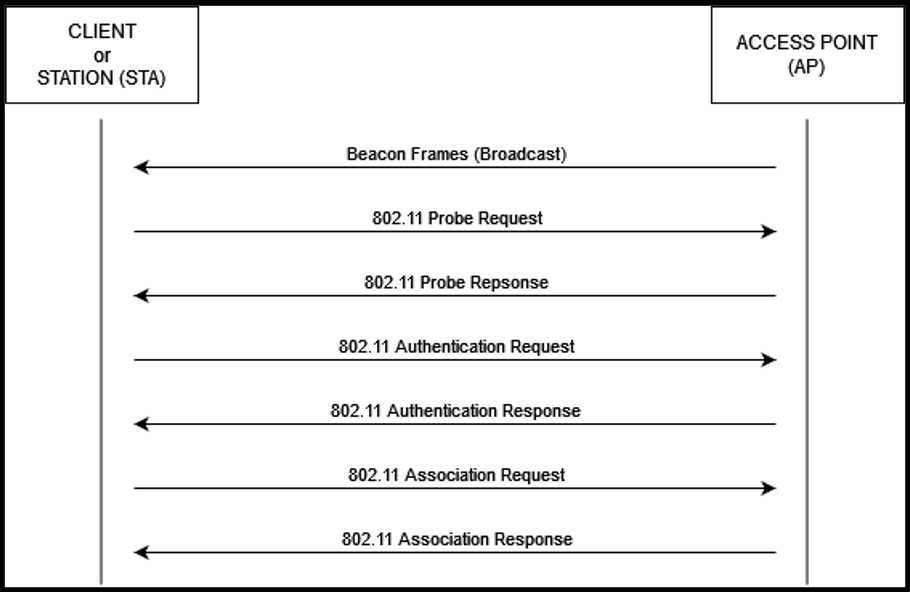 CLIENT
or
STATION (STA)
ACCESS POINT
(AP)
Beacon Frames (Broadcast)
802.11 Probe Request
802.11 Probe Repsonse
802.11 Authentication Request
802.11 Authentication Response
802.11 Association Request
802.11 Association Response